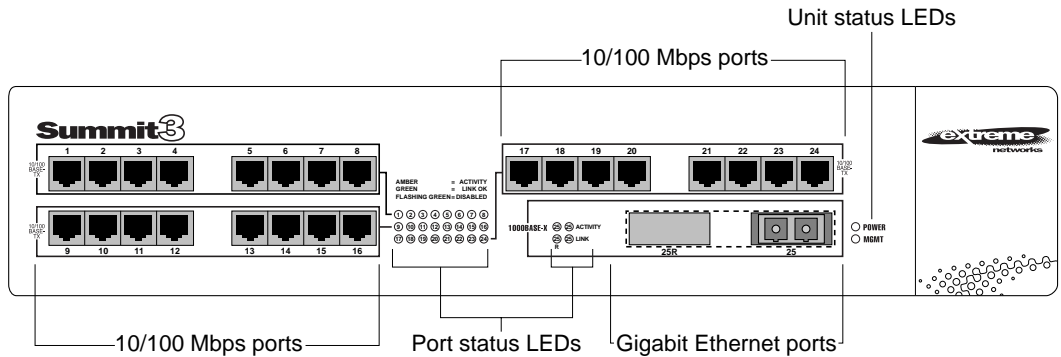 Unit status LEDs
10/100 Mbps ports
Summit3
extreme
networks
1 2 3 4 5 6 7 8
10/100
BASE-
TX
17 18 19 20 21 22 23 24
10/100
BASE-
TX
AMBER = ACTIVITY
GREEN = LINK OK
FLASHING GREEN = DISABLED
1 2 3 4 5 6 7 8
9 10 11 12 13 14 15 16
17 18 19 20 21 22 23 24
10/100
BASE-
TX
9 10 11 12 13 14 15 16
1000BASE-X
25 25 ACTIVITY
25 25 LINK
R
25R 25
POWER
MGMT
10/100 Mbps ports
Port status LEDs
Gigabit Ethernet ports